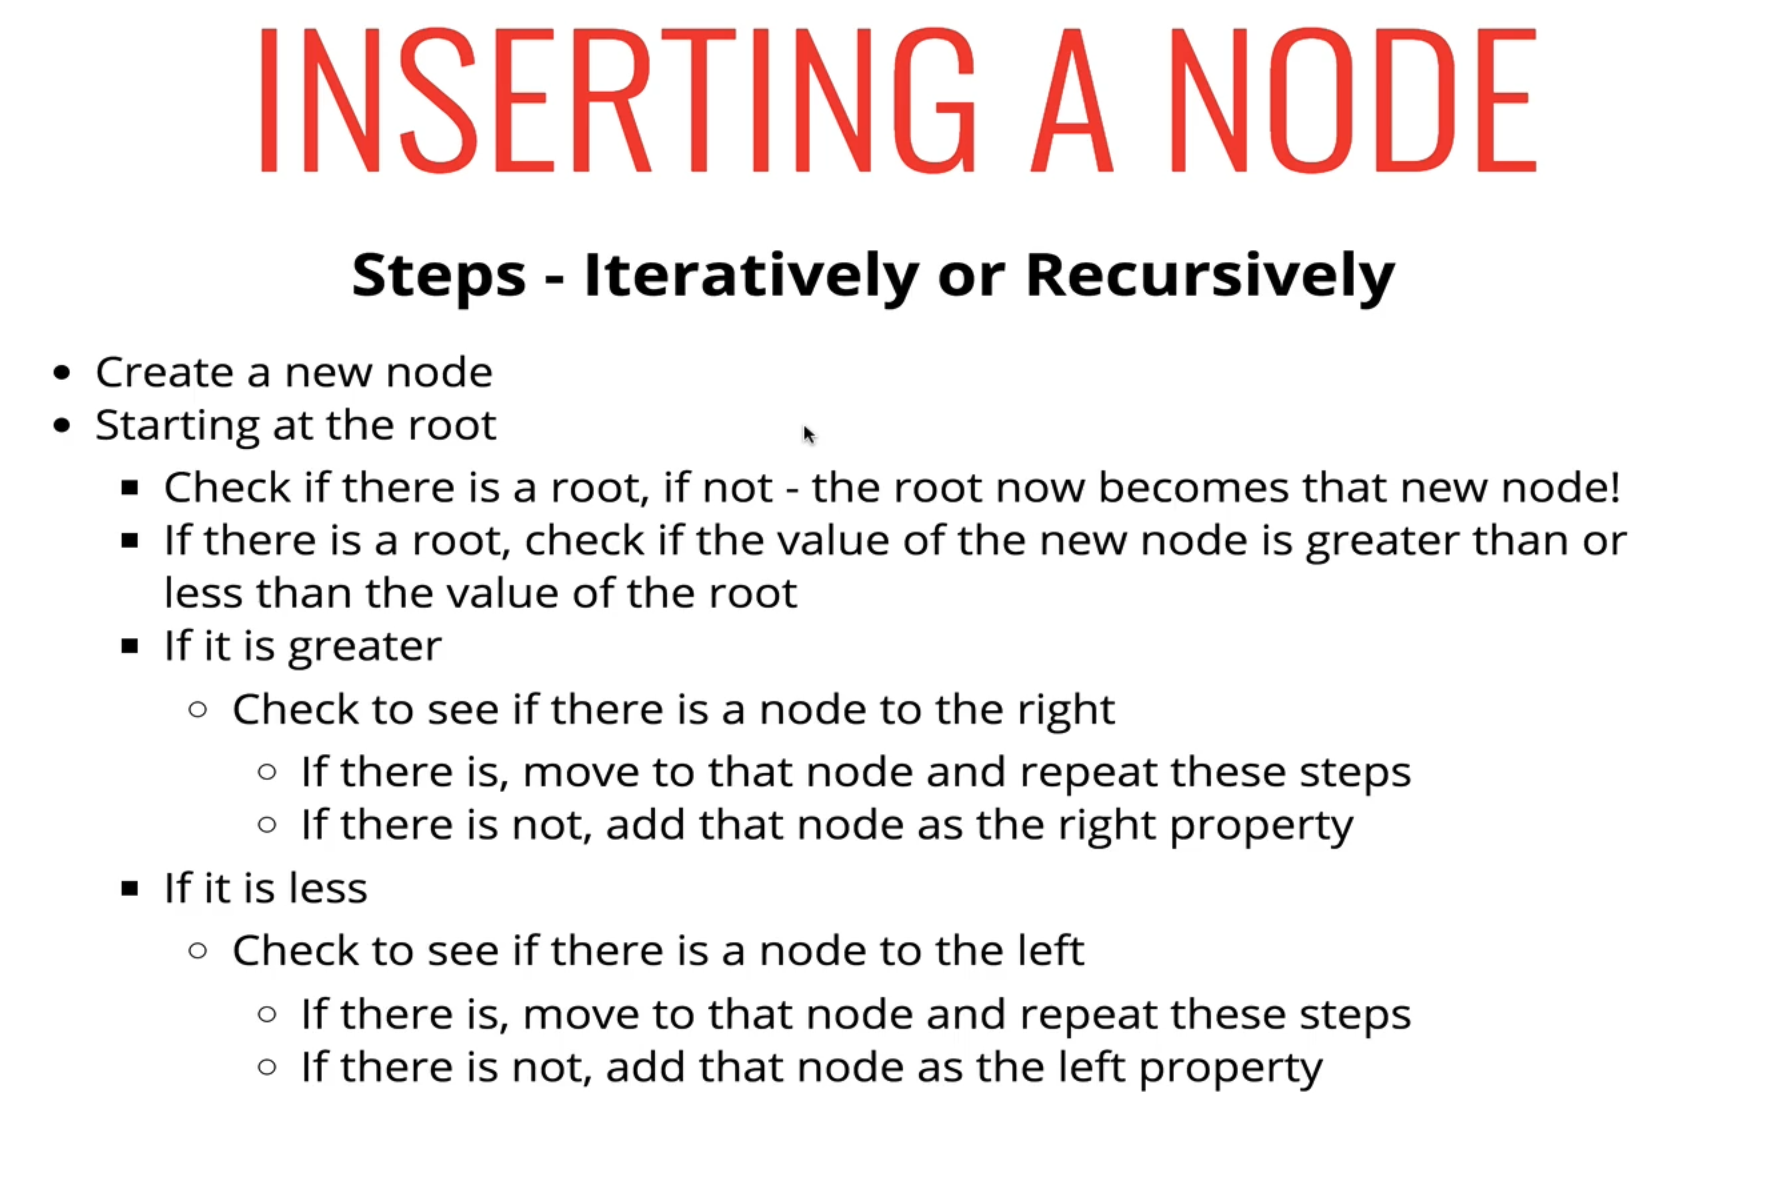 INSERTING A NODE
Steps - Iteratively or Recursively
Create a new node
Starting at the root
Check if there is a root, if not - the root now becomes that new node!
If there is a root, check if the value of the new node is greater than or
less than the value of the root
If it is greater
Check to see if there is a node to the right
If there is, move to that node and repeat these steps
If there is not, add that node as the right property
If it is less
Check to see if there is a node to the left
If there is, move to that node and repeat these steps
If there is not, add that node as the left property